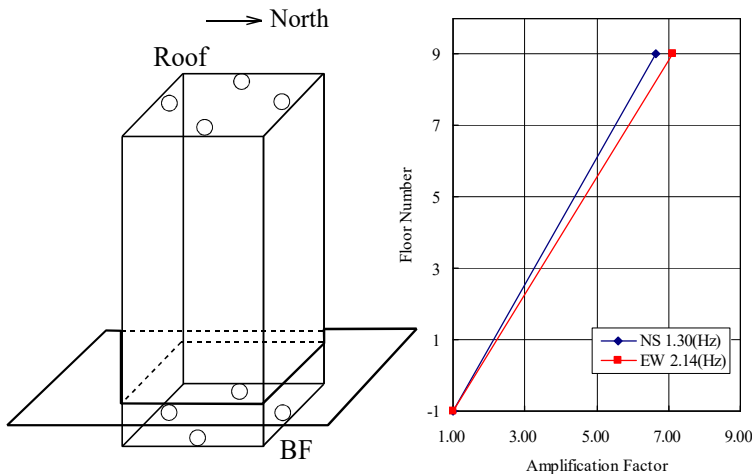 North
Roof
BF
Floor Number
9
7
5
3
1
-1
1.00 3.00 5.00 7.00 9.00
Amplification Factor
NS 1.30(Hz)
EW 2.14(Hz)